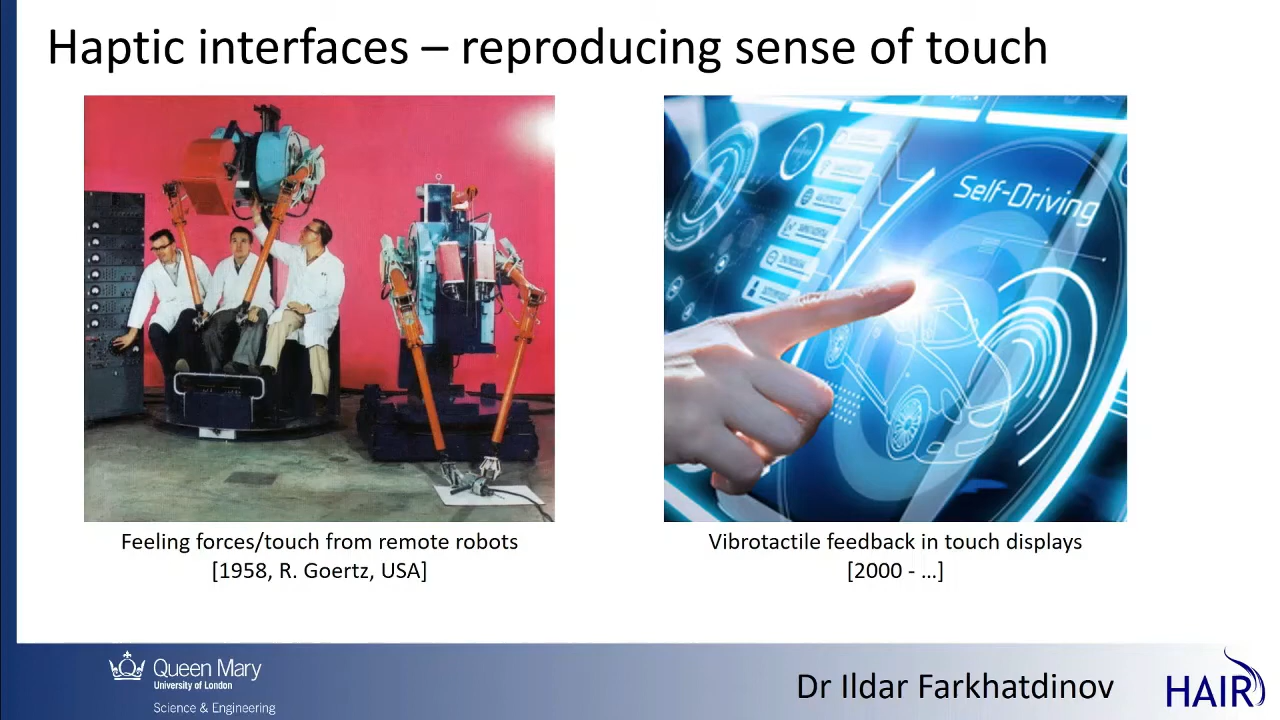 Haptic interfaces – reproducing sense of touch
Self-Driving
Feeling forces/touch from remote robots
[1958, R. Goertz, USA]
Vibrotactile feedback in touch displays
[2000 - ...]
Queen Mary
University of London
Science & Engineering
Dr Ildar Farkhatdinov
HAIR